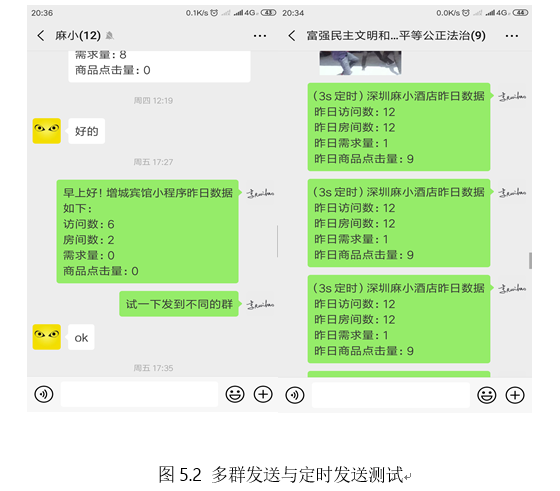 20:36
0.1K/s 4G 43
麻小(12)
需求量: 8
商品点击量: 0
周四 12:19
好的
周五 17:27
早上好! 增城宾馆小程序昨日数据
如下:
访问数: 6
房间数: 2
需求量: 0
商品点击量: 0
试一下发到不同的群
ok
周五 17:35
20:34
0.0K/s 4G 44
富强民主文明和...平等公正法治(9)
(3s 定时) 深圳麻小酒店昨日数据
昨日访问数: 12
昨日房间数: 12
昨日需求量: 1
昨日商品点击量: 9
(3s 定时) 深圳麻小酒店昨日数据
昨日访问数: 12
昨日房间数: 12
昨日需求量: 1
昨日商品点击量: 9
(3s 定时) 深圳麻小酒店昨日数据
昨日访问数: 12
昨日房间数: 12
昨日需求量: 1
昨日商品点击量: 9
图 5.2 多群发送与定时发送测试